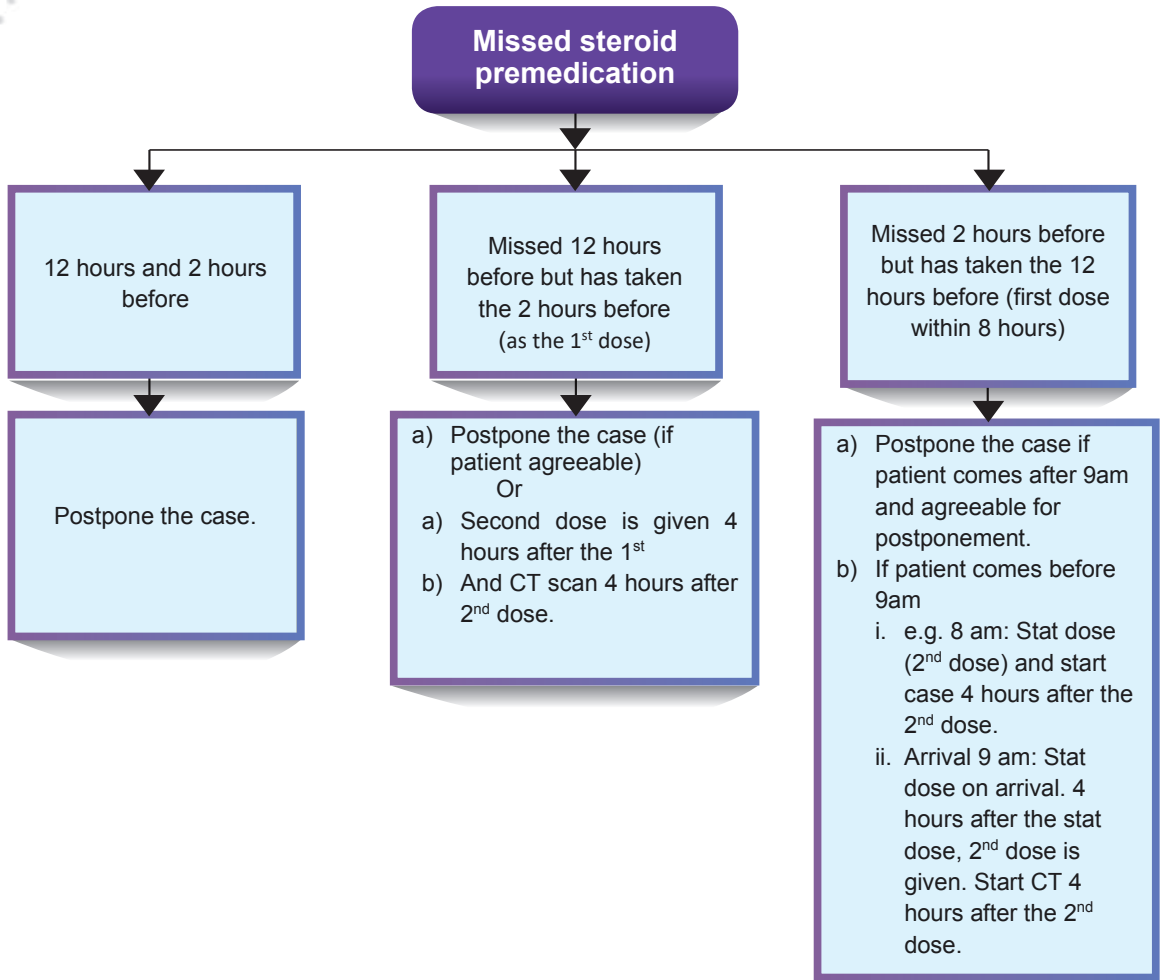 Missed steroid
premedication
12 hours and 2 hours
before
Postpone the case.
Missed 12 hours
before but has taken
the 2 hours before
(as the 1st dose)
a) Postpone the case (if
patient agreeable)
Or
a) Second dose is given 4
hours after the 1st
b) And CT scan 4 hours after
2nd dose.
Missed 2 hours before
but has taken the 12
hours before (first dose
within 8 hours)
a) Postpone the case if
patient comes after 9am
and agreeable for
postponement.
b) If patient comes before
9am
i. e.g. 8 am: Stat dose
(2nd dose) and start
case 4 hours after the
2nd dose.
ii. Arrival 9 am: Stat
dose on arrival. 4
hours after the stat
dose, 2nd dose is
given. Start CT 4
hours after the 2nd
dose.